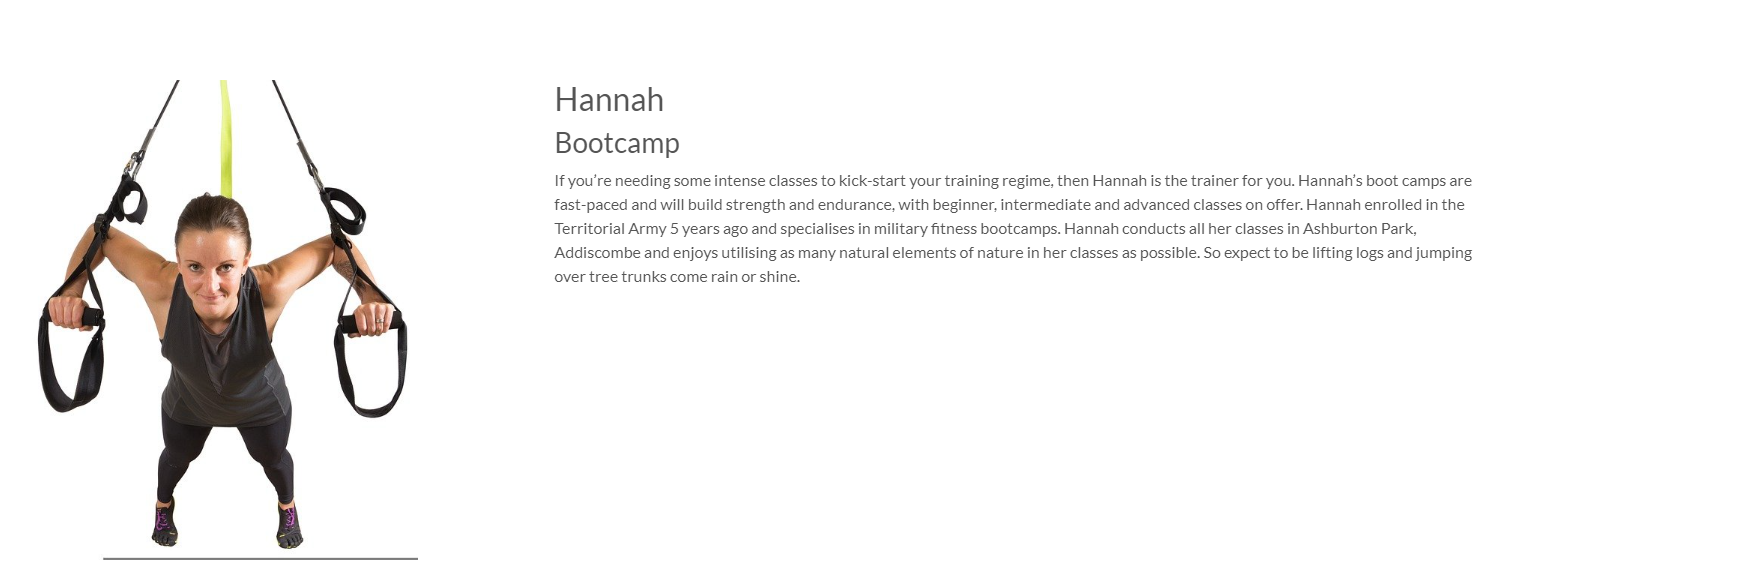 Hannah
Bootcamp
If you’re needing some intense classes to kick-start your training regime, then Hannah is the trainer for you. Hannah’s boot camps are
fast-paced and will build strength and endurance, with beginner, intermediate and advanced classes on offer. Hannah enrolled in the
Territorial Army 5 years ago and specialises in military fitness bootcamps. Hannah conducts all her classes in Ashburton Park,
Addiscombe and enjoys utilising as many natural elements of nature in her classes as possible. So expect to be lifting logs and jumping
over tree trunks come rain or shine.